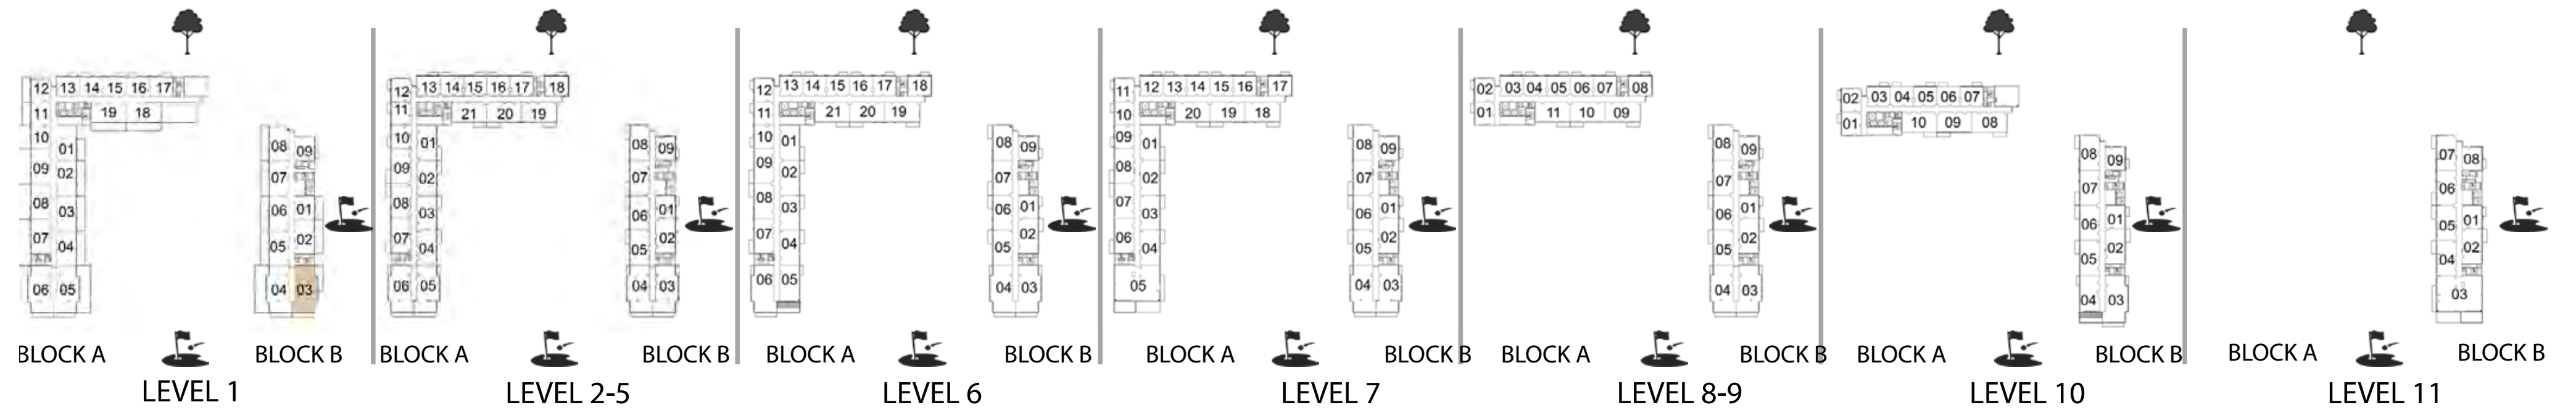 12 13 14 15 16 17
11 19 18
10 01
09 02
08 03
07 04
06 05
08 09
07
06 01
05 02
04 03
BLOCK A BLOCK B
LEVEL 1
12 13 14 15 16 17 18
11 21 20 19
10 01
09 02
08 03
07 04
06 05
08 09
07
06 01
05 02
04 03
BLOCK A BLOCK B
LEVEL 2-5
12 13 14 15 16 17 18
11 21 20 19
10 01
09 02
08 03
07 04
06 05
08 09
07
06 01
05 02
04 03
BLOCK A BLOCK B
LEVEL 6
11 12 13 14 15 16 17
10 20 19 18
09 01
08 02
07 03
06 04
05
08 09
07
06 01
05 02
04 03
BLOCK A BLOCK B
LEVEL 7
02 03 04 05 06 07 08
01 11 10 09
08 09
07
06 01
05 02
04 03
BLOCK A BLOCK B
LEVEL 8-9
02 03 04 05 06 07
01 10 09 08
08 09
07
06 01
05 02
04 03
BLOCK A BLOCK B
LEVEL 10
07 08
06
05 01
04 02
03
BLOCK A BLOCK B
LEVEL 11